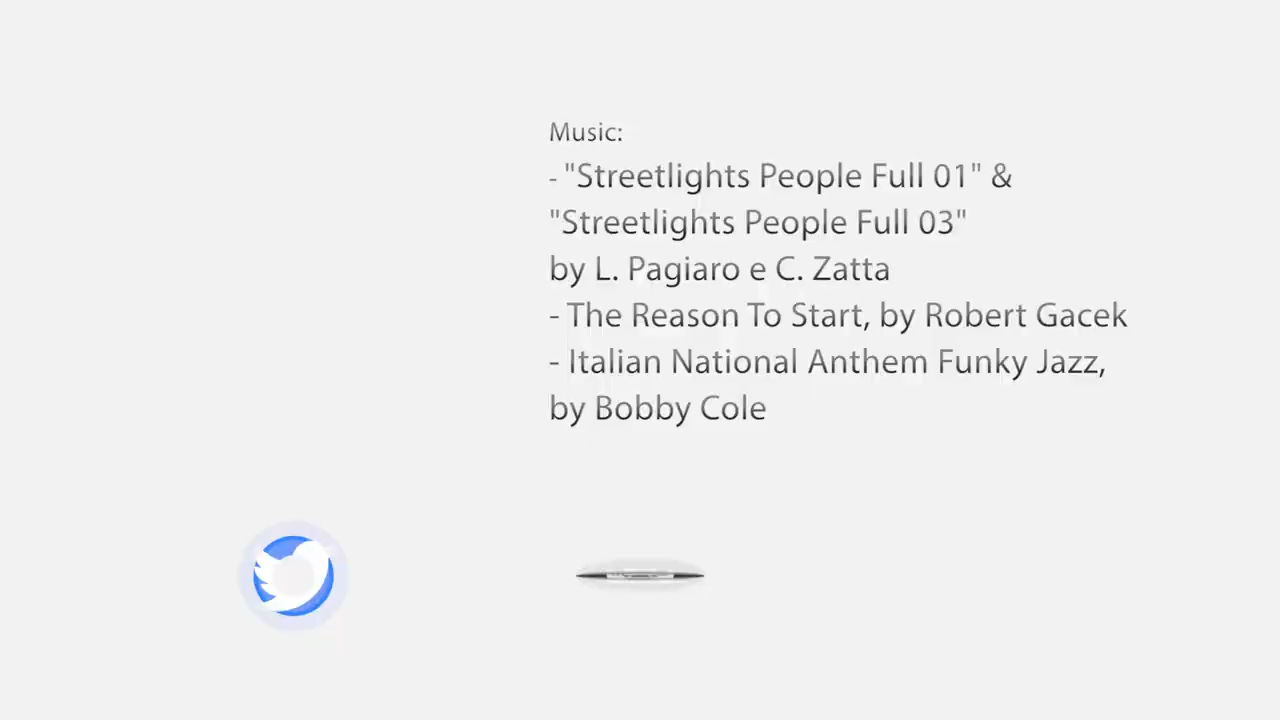 Music:
- "Streetlights People Full 01" &
"Streetlights People Full 03"
by L. Pagiaro e C. Zatta
- The Reason To Start, by Robert Gacek
- Italian National Anthem Funky Jazz,
by Bobby Cole